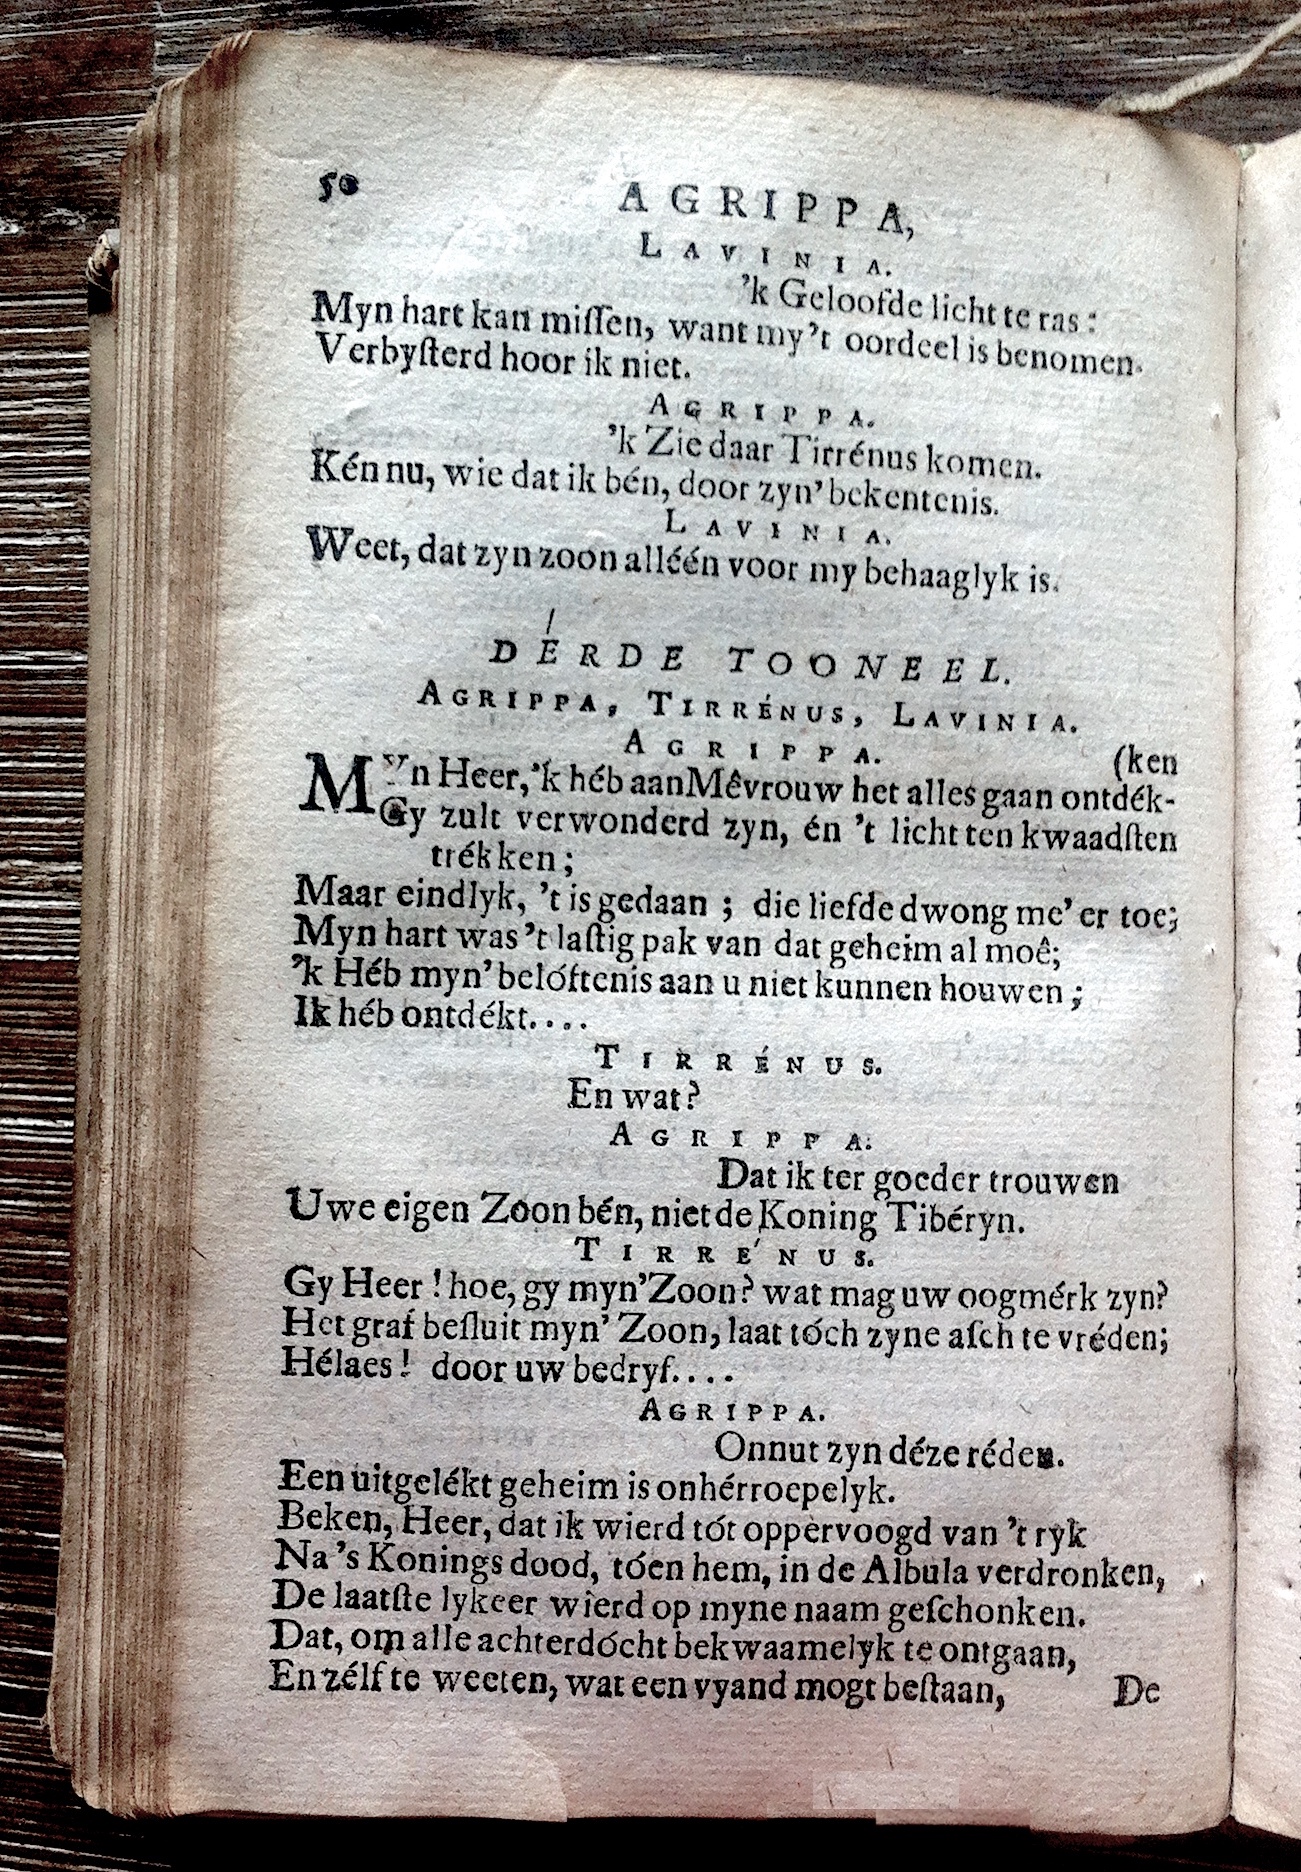 50
AGRIPPA,
LAVINIA.
'k Geloofde licht te ras:
Myn hart kan miſſen, want my 't oordeel is benomen.
Verbyſterd hoor ik niet.
AGRIPPA.
'k Zie daar Tirrénus komen.
Kén nu, wie dat ik bén, door zyn' bekentenis.
LAVINIA.
Weet, dat zyn zoon alléén voor my behaaglyk is.
DÉRDE TOONEEL.
AGRIPPA, TIRRÉNUS, LAVINIA.
AGRIPPA.
(ken
Myn Heer, 'k héb aan Mêvrouw het alles gaan ontdék-
Gy zult verwonderd zyn, én 't licht ten kwaadſten
trékken;
Maar eindlyk, 't is gedaan; die liefde dwong me' er toe;
Myn hart was 't laſtig pak van dat geheim al moê;
'k Héb myn' belóftenis aan u niet kunnen houwen;
Ik héb ontdékt....
TIRRÉNUS.
En wat?
AGRIPPA.
Dat ik ter goeder trouwen
Uwe eigen Zoon bén, niet de Koning Tibéryn.
TIRRÉNUS.
Gy Heer! hoe, gy myn' Zoon? wat mag uw oogmérk zyn?
Het graf beſluit myn' Zoon, laat tóch zyne aſch te vréden;
Hélaes! door uw bedryf....
AGRIPPA.
Onnut zyn déze réden.
Een uitgelékt geheim is onhérroepelyk.
Beken, Heer, dat ik wierd tót oppervoogd van 't ryk
Na 's Konings dood, tóen hem, in de Albula verdronken,
De laatſte lykeer wierd op myne naam geſchonken.
Dat, om alle achterdócht bekwaamelyk te ontgaan,
En zélf te weeten, wat een vyand mogt beſtaan,
De